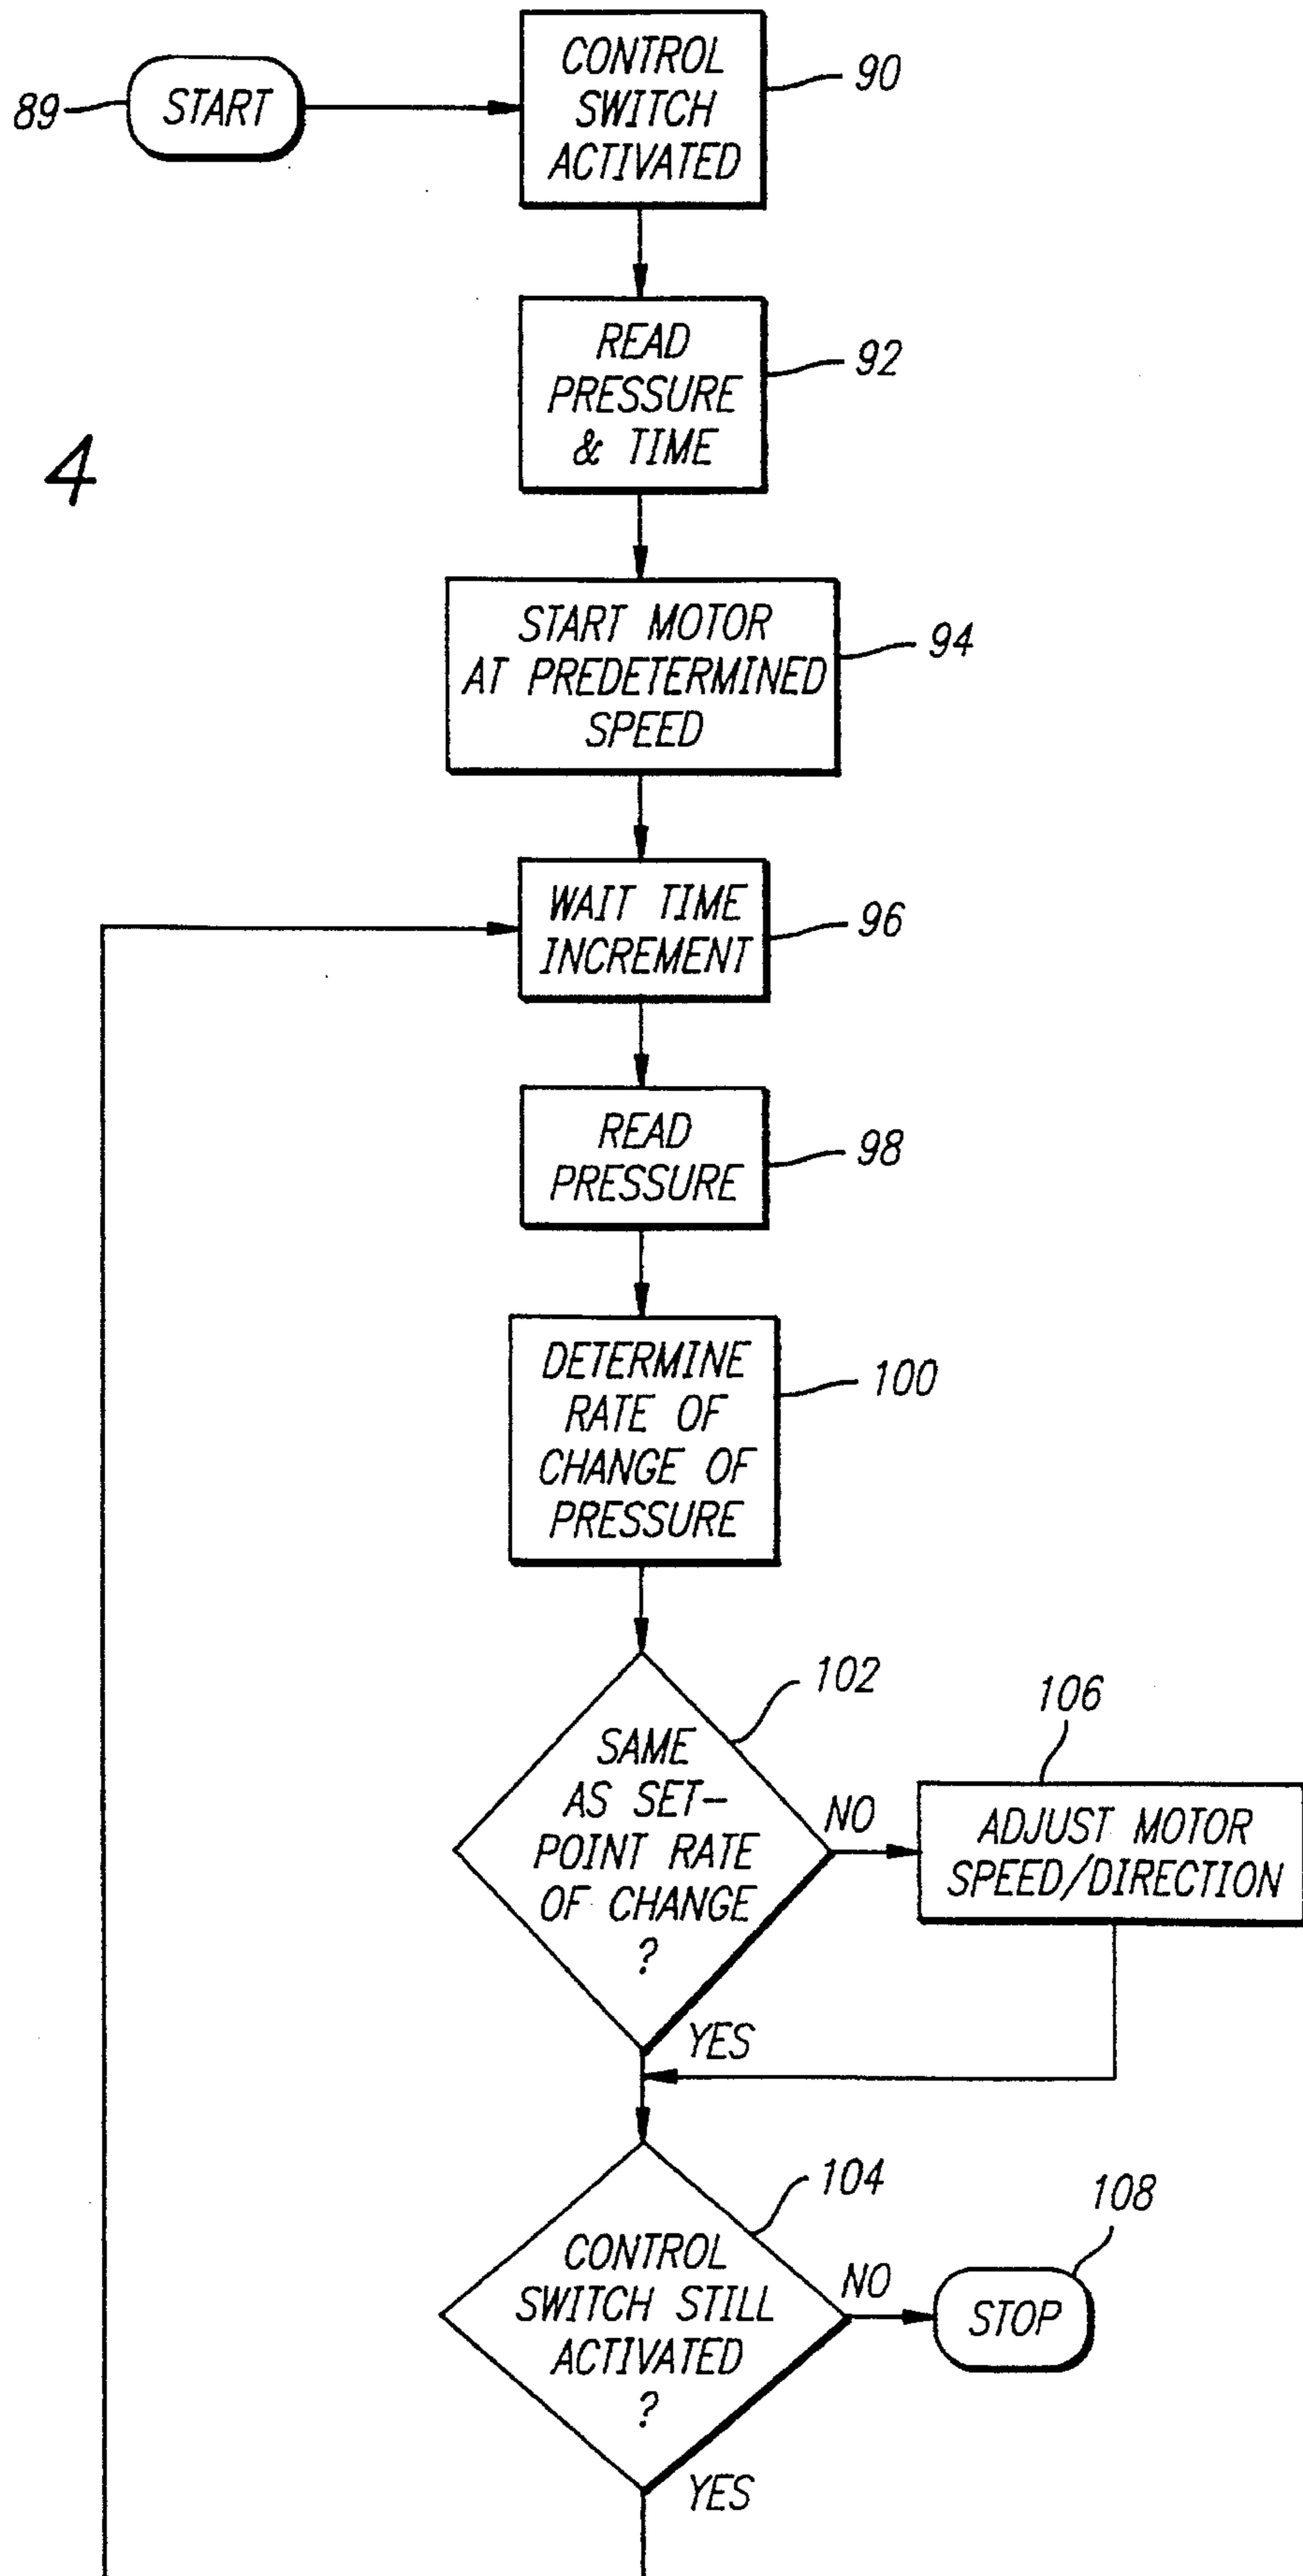 89
START
CONTROL
SWITCH
ACTIVATED
90
READ
PRESSURE
& TIME
92
4
START MOTOR
AT PREDETERMINED
SPEED
94
WAIT TIME
INCREMENT
96
READ
PRESSURE
98
DETERMINE
RATE OF
CHANGE OF
PRESSURE
100
SAME
AS SET-
POINT RATE
OF CHANGE
?
102
NO
106
ADJUST MOTOR
SPEED/DIRECTION
YES
CONTROL
SWITCH STILL
ACTIVATED
?
104
NO
108
STOP
YES